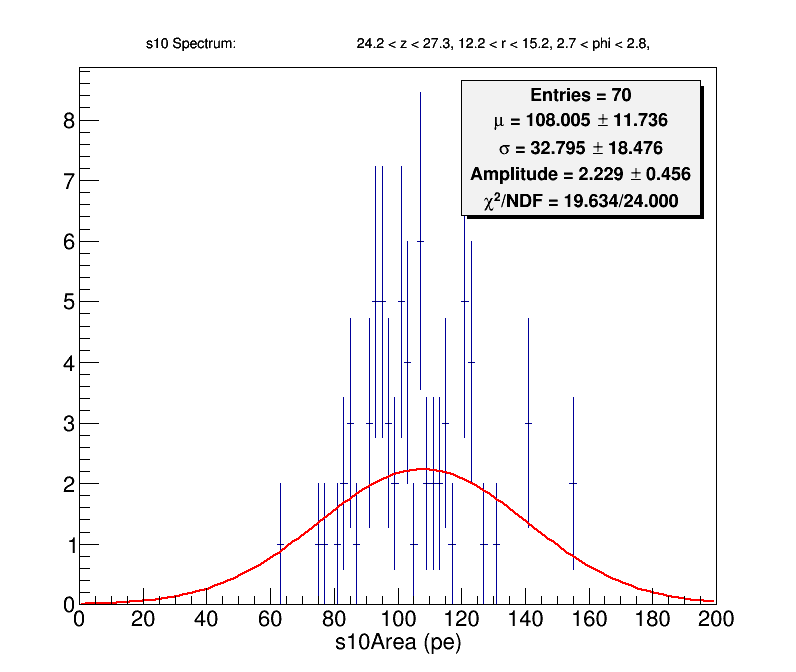 s10 Spectrum: 24.2 < z < 27.3, 12.2 < r < 15.2, 2.7 < phi < 2.8,
Entries = 70
μ = 108.005 ± 11.736
σ = 32.795 ± 18.476
Amplitude = 2.229 ± 0.456
χ²/NDF = 19.634/24.000
8
7
6
5
4
3
2
1
0
0 20 40 60 80 100 120 140 160 180 200
s10Area (pe)